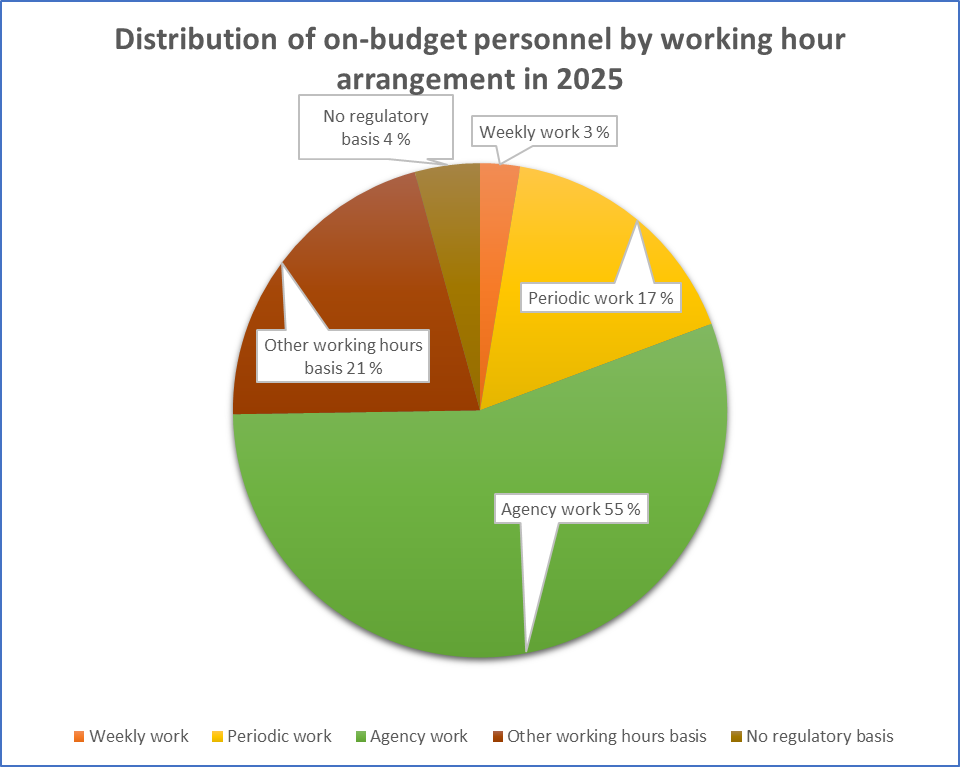 Distribution of on-budget personnel by working hour
arrangement in 2025
No regulatory
basis 4 %
Weekly work 3 %
Periodic work 17 %
Other working hours
basis 21 %
Agency work 55 %
Weekly work
Periodic work
Agency work
Other working hours basis
No regulatory basis